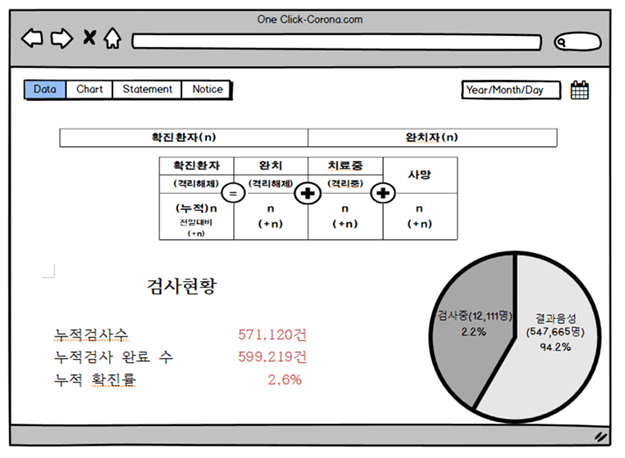 One Click-Corona.com
Data Chart Statement Notice Year/Month/Day
확진환자(n) 완치자(n)
확진환자 완치 치료중 사망
(격리해제) = (격리해제) + (격리중) +
(누적)n n n n
전일대비 (+n) (+n) (+n)
(+n)
검사현황
누적검사수 571,120건
누적검사 완료 수 599,219건
누적 확진률 2.6%
검사중(12,111명)
2.2%
결과음성
(547,665명)
94.2%